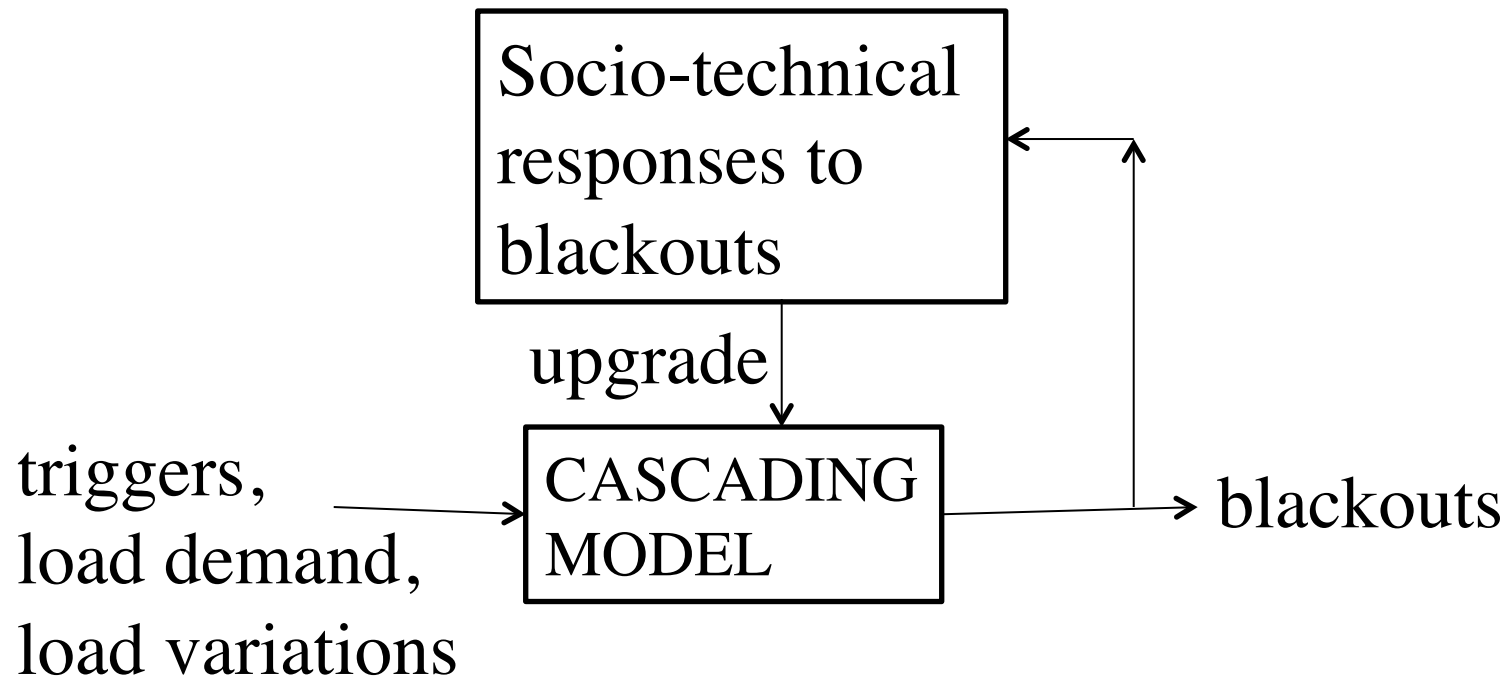 Socio-technical
responses to
blackouts
upgrade
triggers,
load demand,
load variations
CASCADING
MODEL
blackouts